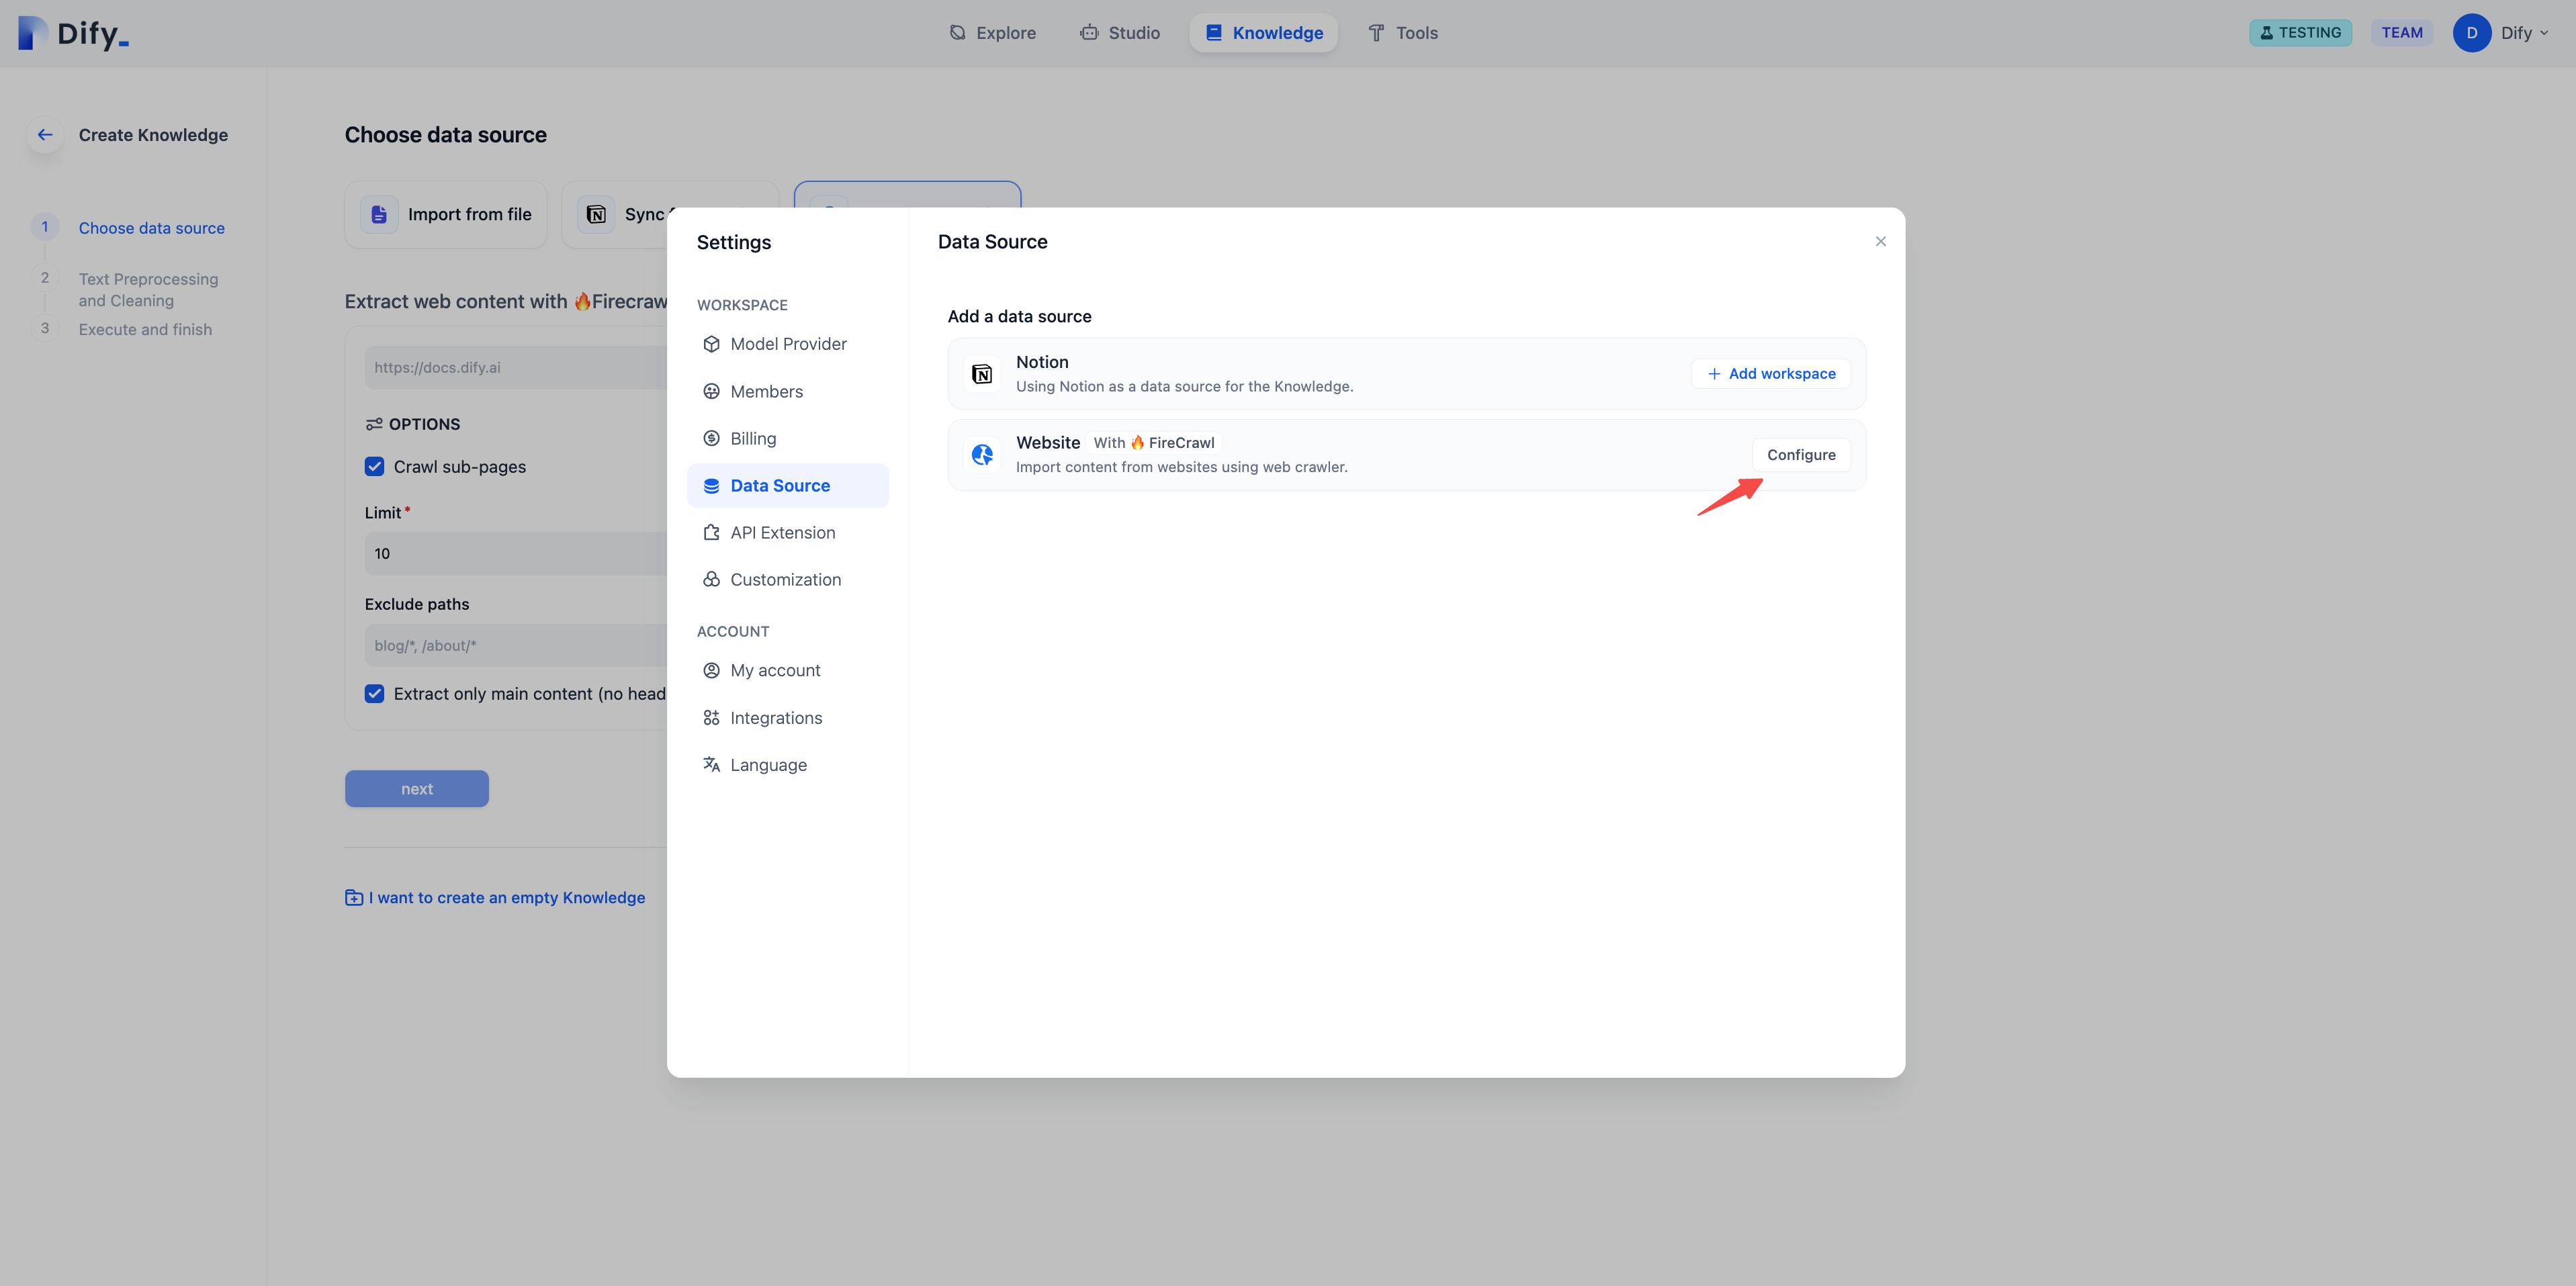 Dify_
Explore
Studio
Knowledge
Tools
TESTING
TEAM
D
Dify
Create Knowledge
1
Choose data source
2
Text Preprocessing
and Cleaning
3
Execute and finish
Choose data source
Import from file
Sync
Extract web content with 🔥Firecraw
https://docs.dify.ai
OPTIONS
Crawl sub-pages
Limit*
10
Exclude paths
blog/*, /about/*
Extract only main content (no head
next
I want to create an empty Knowledge
Settings
WORKSPACE
Model Provider
Members
Billing
Data Source
API Extension
Customization
ACCOUNT
My account
Integrations
Language
Data Source
Add a data source
Notion
Using Notion as a data source for the Knowledge.
+ Add workspace
Website With 🔥 FireCrawl
Import content from websites using web crawler.
Configure